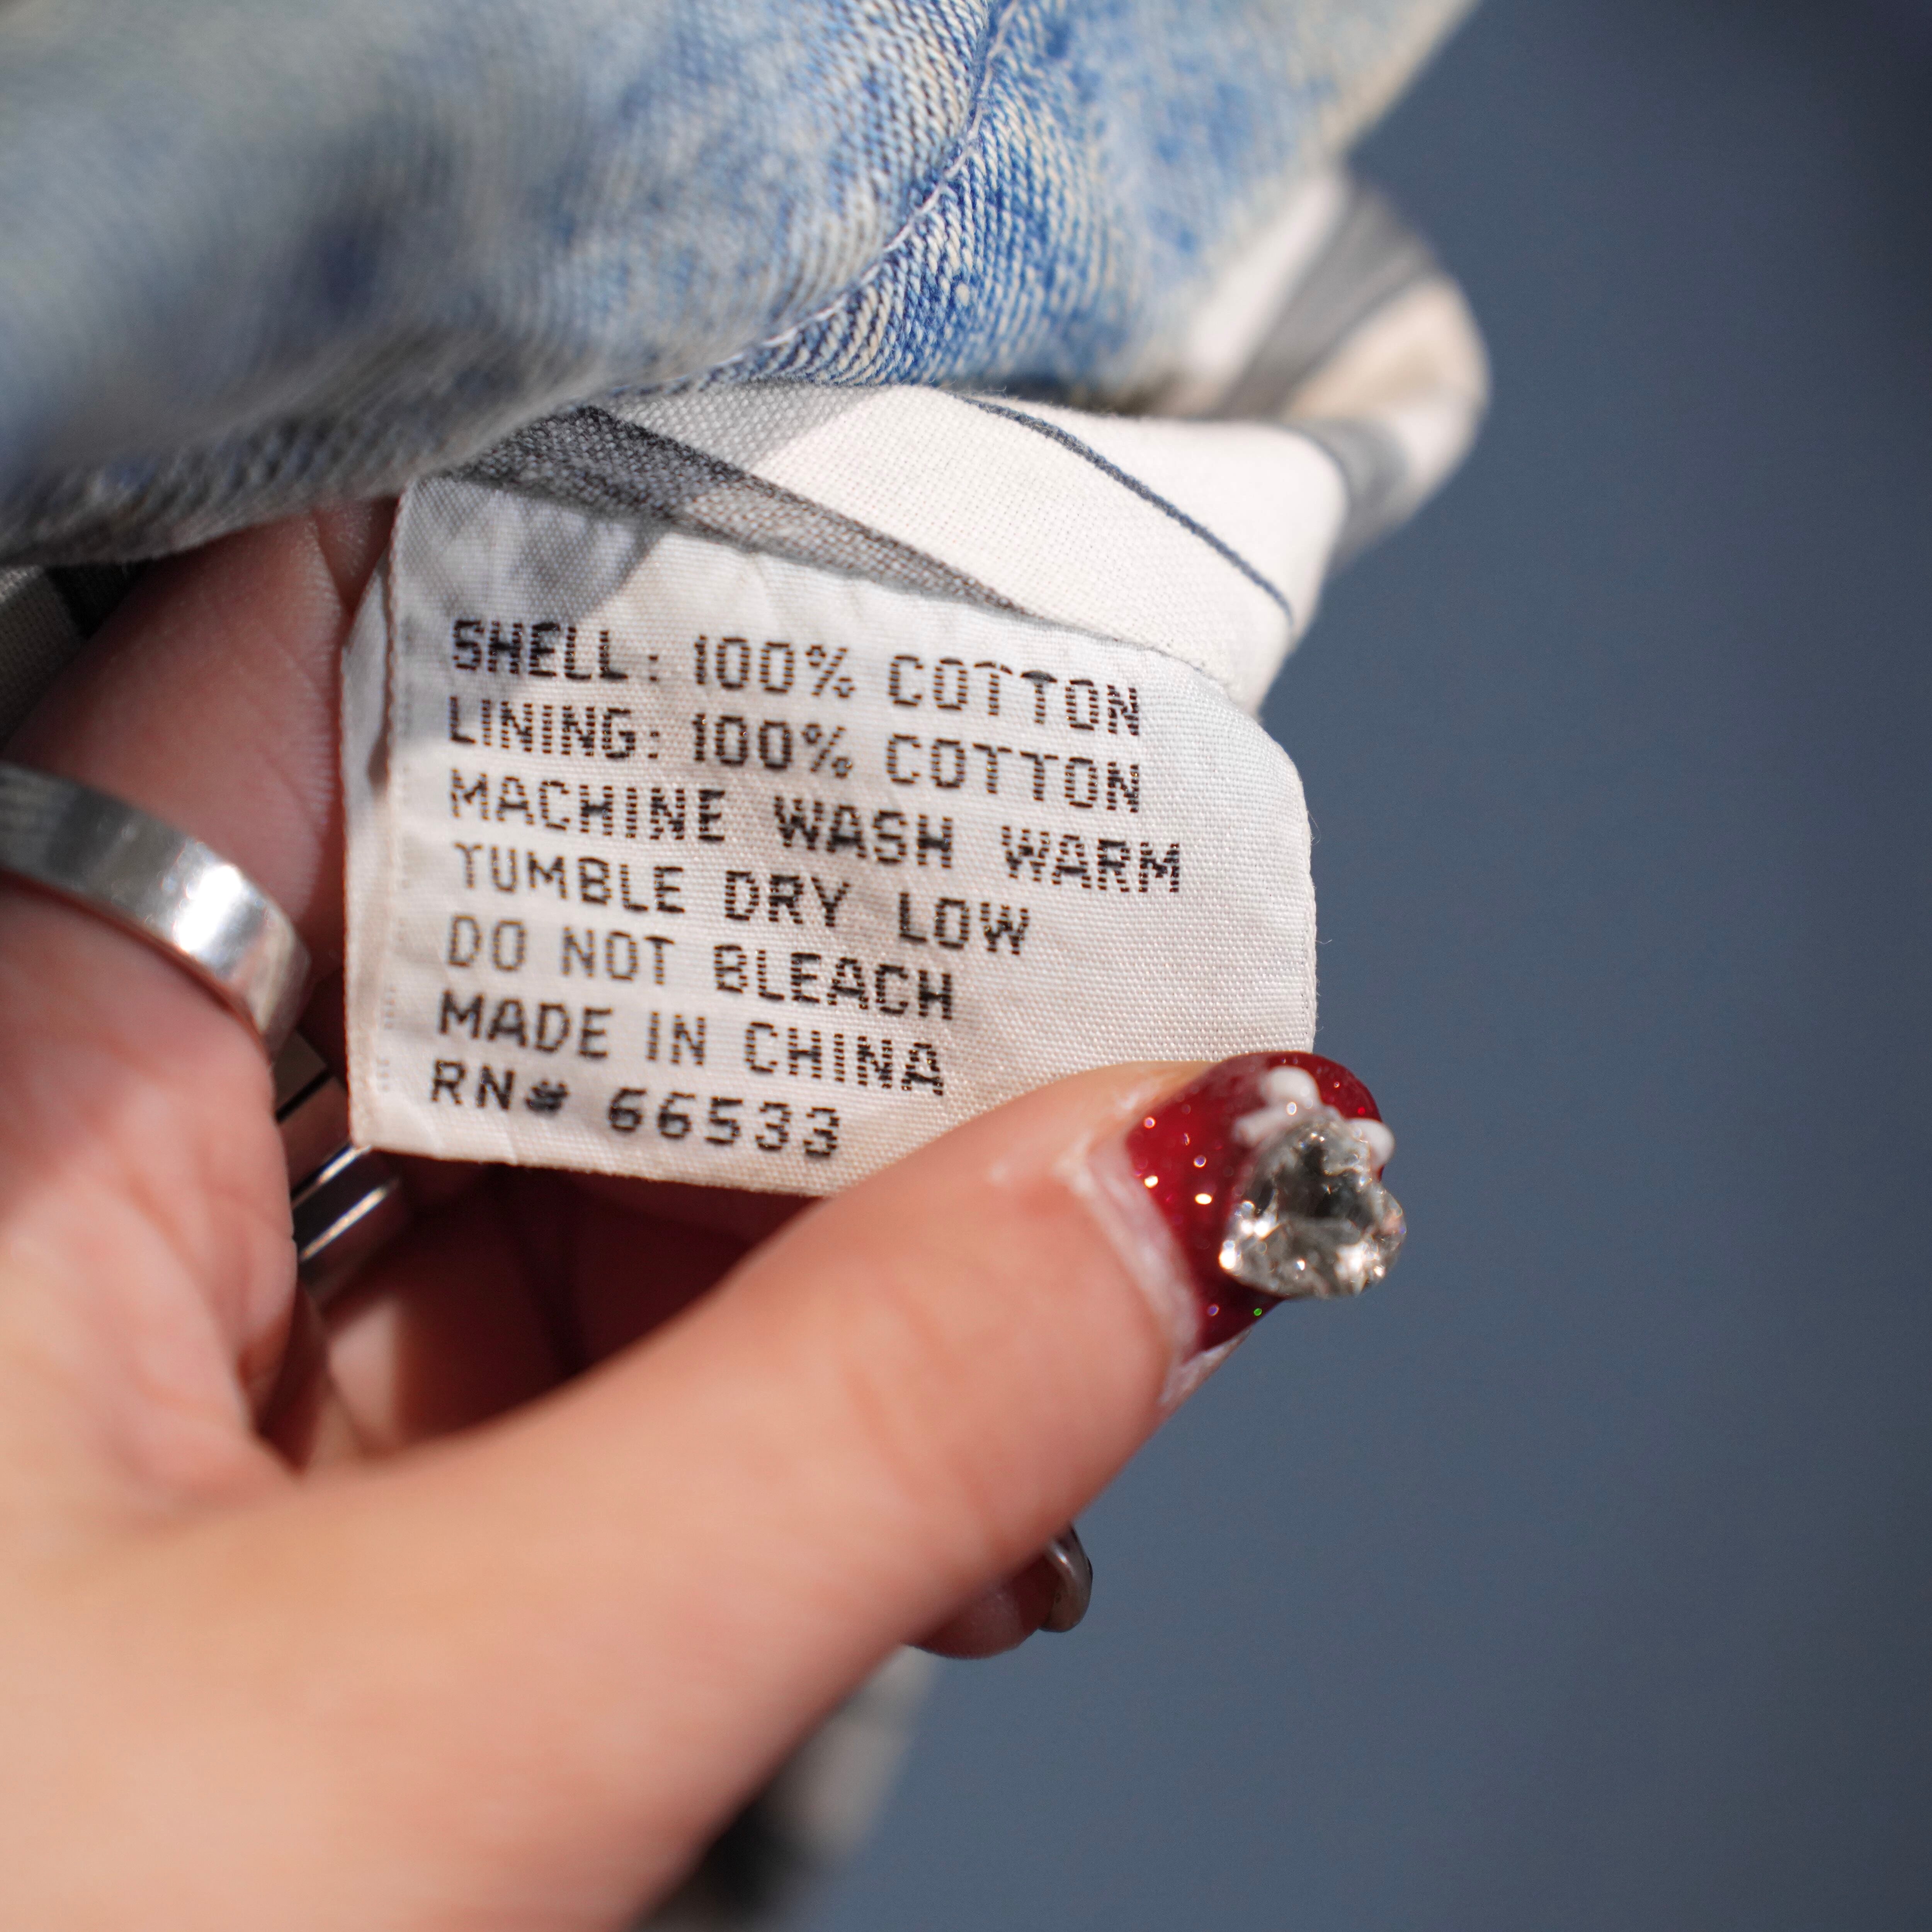 SHELL: 100% COTTON
LINING: 100% COTTON
MACHINE WASH WARM
TUMBLE DRY LOW
DO NOT BLEACH
MADE IN CHINA
RN# 66533